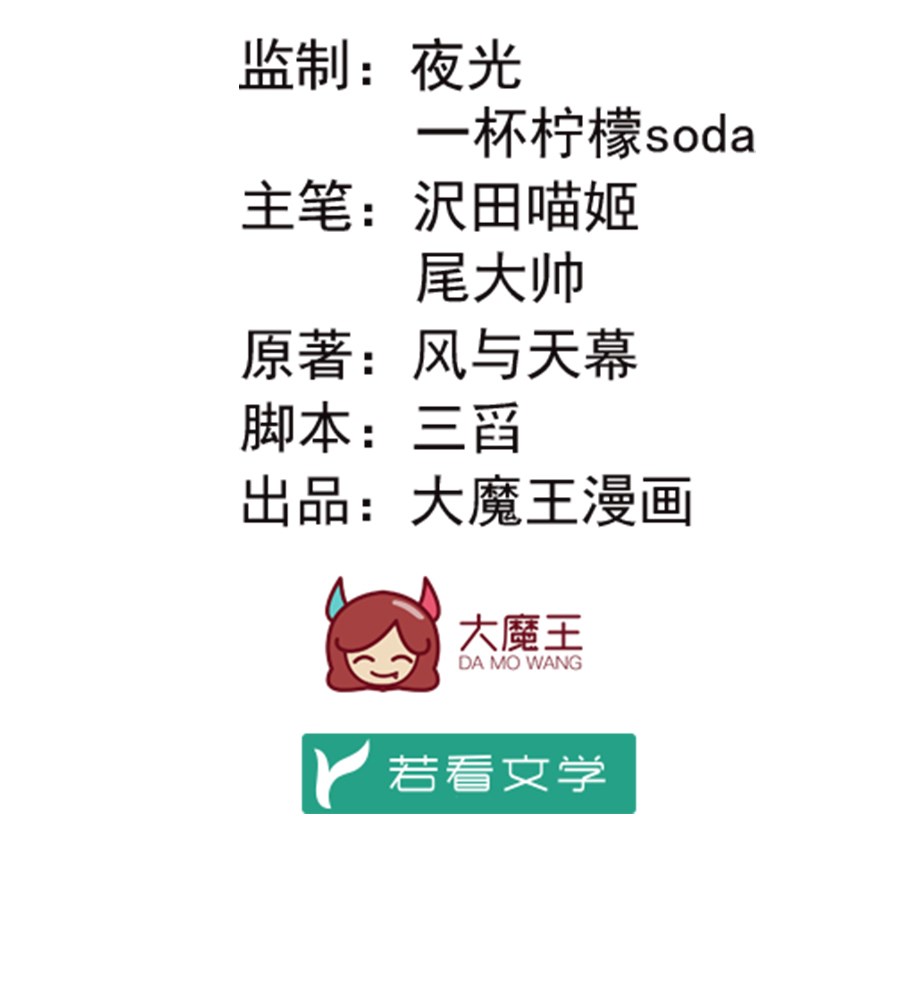 监制：夜光
一杯柠檬soda
主笔：沢田喵姬
尾大帅
原著：风与天幕
脚本：三舀
出品：大魔王漫画
大魔王
DA MO WANG
若看文学